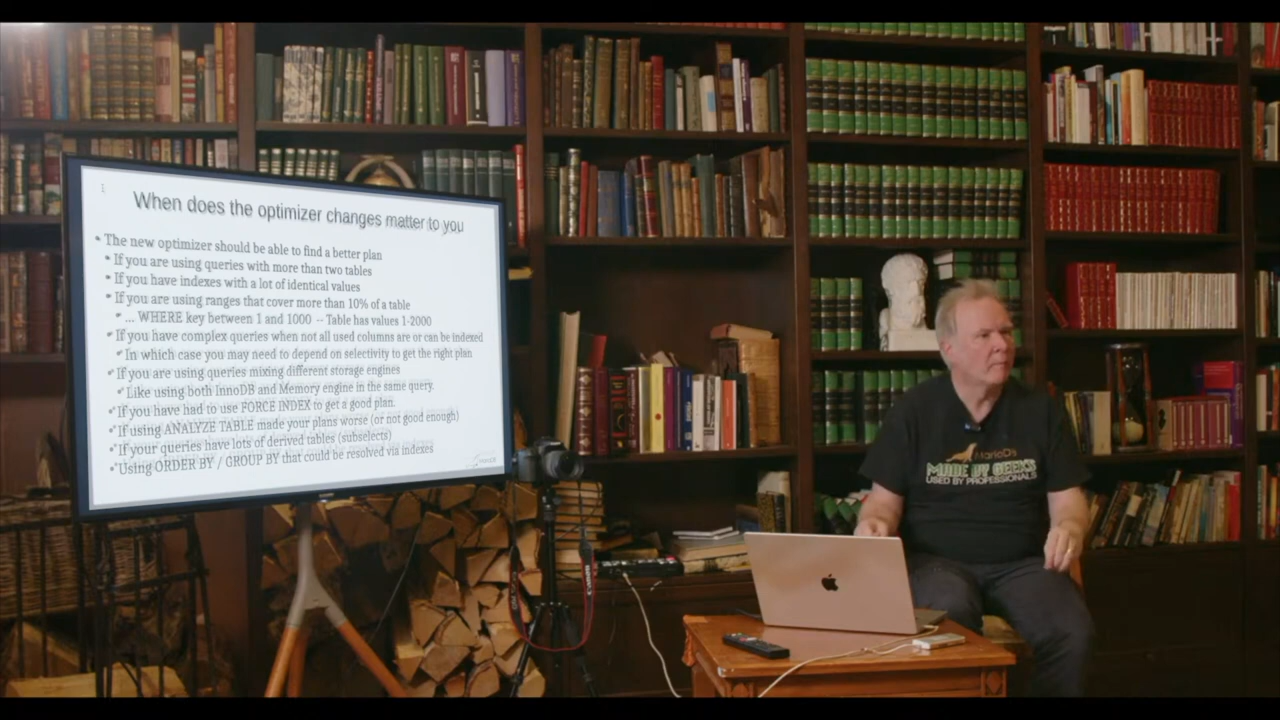 When does the optimizer changes matter to you
• The new optimizer should be able to find a better plan
• If you are using queries with more than two tables
• If you have indexes with a lot of identical values
• If you are using ranges that cover more than 10% of a table
• ... WHERE key between 1 and 1000 -- Table has values 1-2000
• If you have complex queries when not all used columns are or can be indexed
• In which case you may need to depend on selectivity to get the right plan
• If you are using queries mixing different storage engines
• Like using both InnoDB and Memory engine in the same query.
• If you have had to use FORCE INDEX to get a good plan.
• If using ANALYZE TABLE made your plans worse (or not good enough)
• If your queries have lots of derived tables (subselects)
• Using ORDER BY / GROUP BY that could be resolved via indexes
MariaDB
MADE BY GEEKS
USED BY PROFESSIONALS